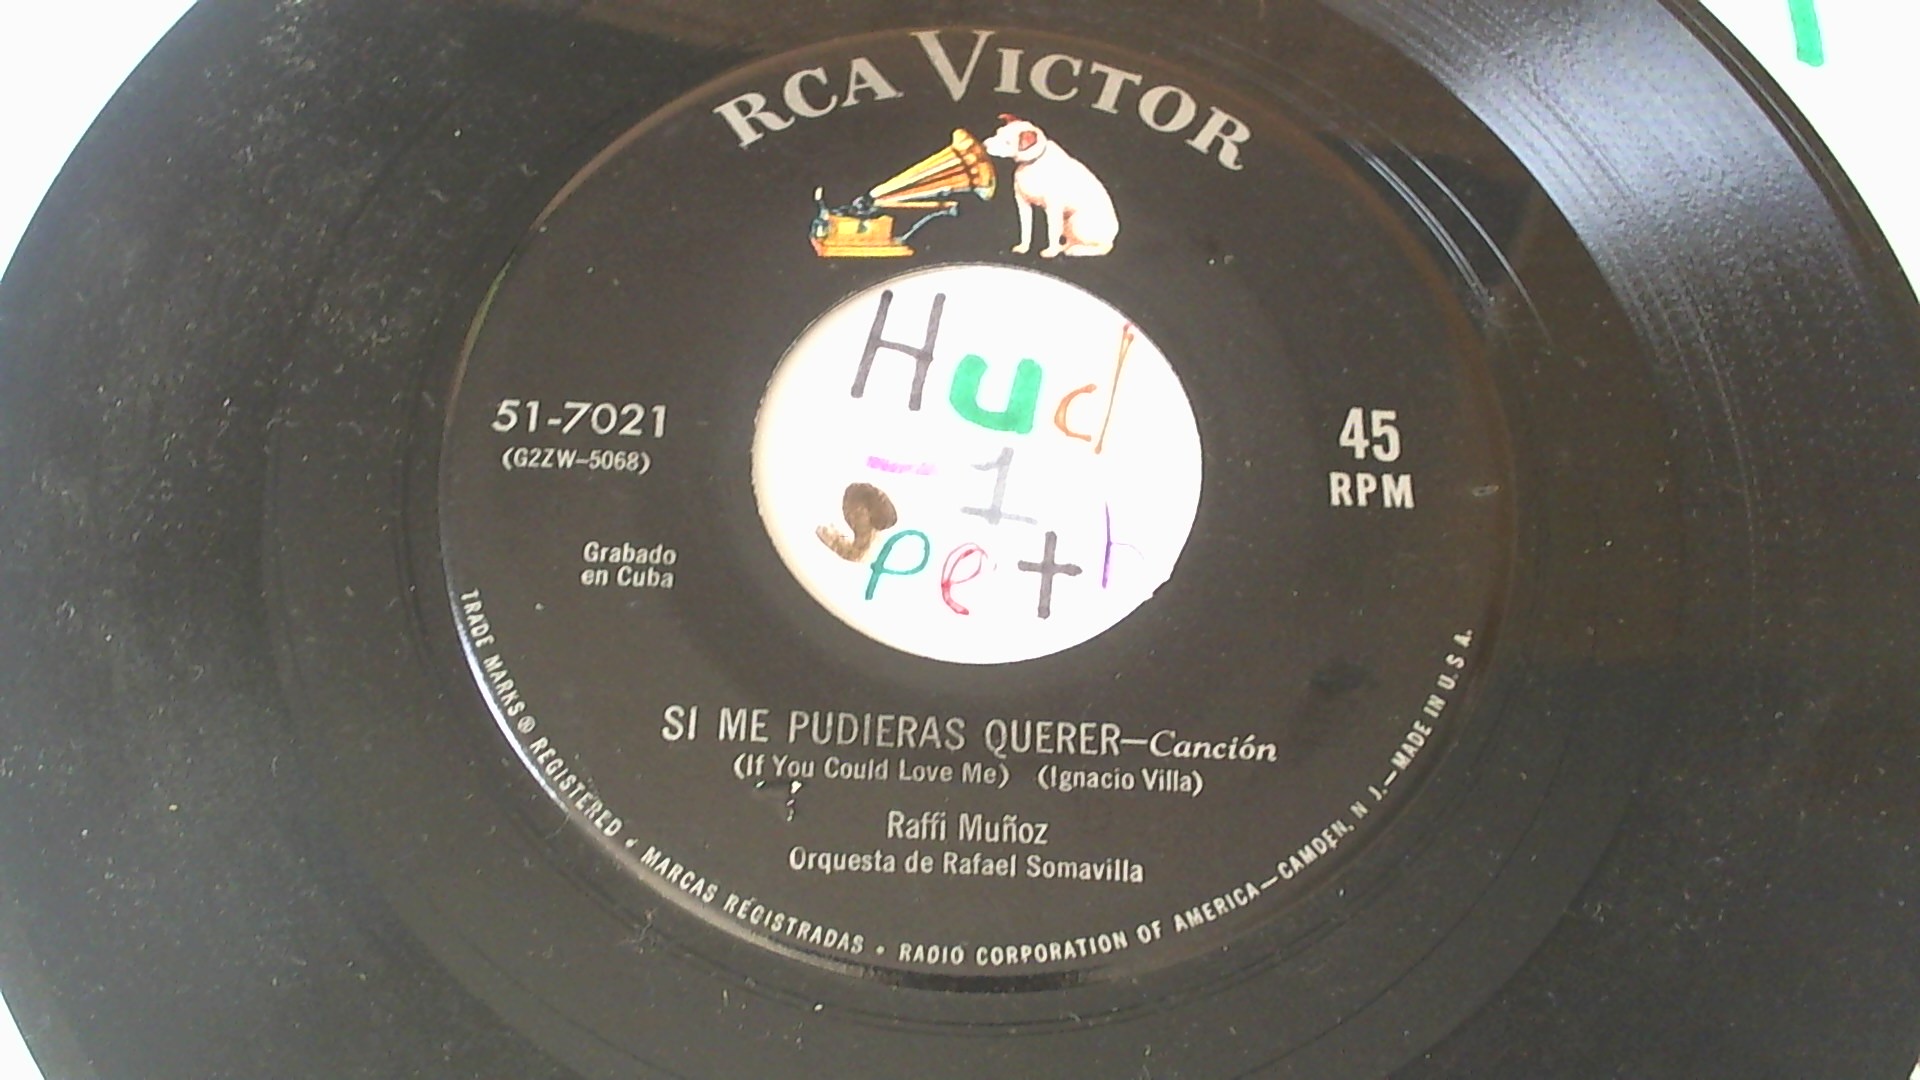 RCA VICTOR
Hud
- 1
Speth
51-7021
(G2ZW-5068)
45
RPM
Grabado
en Cuba
SI ME PUDIERAS QUERER—Canción
(If You Could Love Me) (Ignacio Villa)
Raffi Muñoz
Orquesta de Rafael Somavilla
TRADE MARKS ® REGISTERED • MARCAS REGISTRADAS • RADIO CORPORATION OF AMERICA—CAMDEN, N J.—MADE IN U. S A.